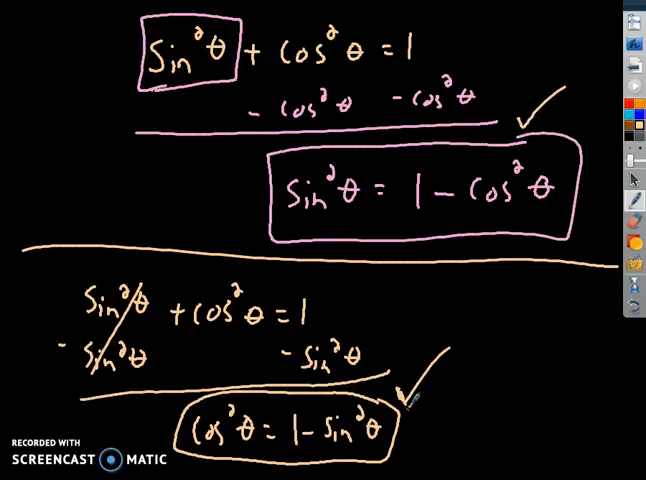 sin²θ + cos²θ = 1
- cos²θ - cos²θ
sin²θ = 1 - cos²θ
sin²θ + cos²θ = 1
- sin²θ - sin²θ
cos²θ = 1 - sin²θ
RECORDED WITH
SCREENCAST MATIC